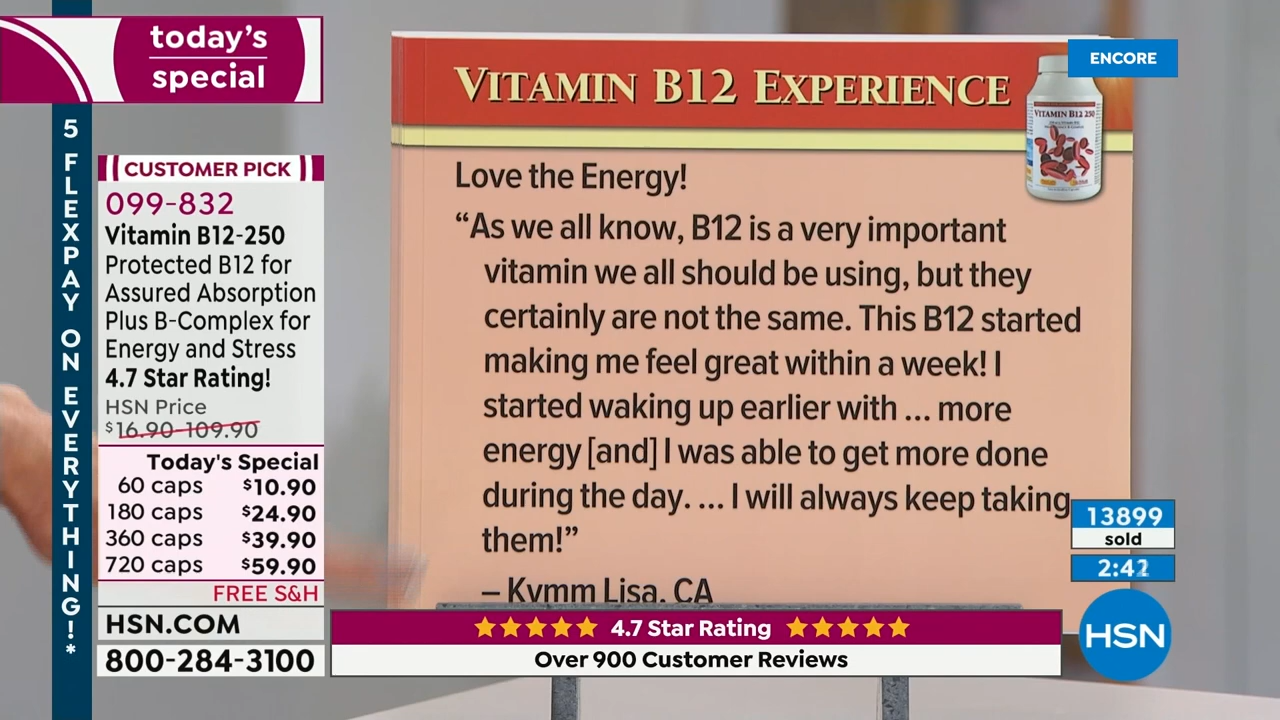 today's
special
5 FLEXPAY ON EVERYTHING!*
CUSTOMER PICK
099-832
Vitamin B12-250
Protected B12 for
Assured Absorption
Plus B-Complex for
Energy and Stress
4.7 Star Rating!
HSN Price
$16.90-109.90
Today's Special
60 caps $10.90
180 caps $24.90
360 caps $39.90
720 caps $59.90
FREE S&H
HSN.COM
800-284-3100
ENCORE
VITAMIN B12 EXPERIENCE
VITAMIN B12 250
Love the Energy!
“As we all know, B12 is a very important
vitamin we all should be using, but they
certainly are not the same. This B12 started
making me feel great within a week! I
started waking up earlier with ... more
energy [and] I was able to get more done
during the day. ... I will always keep taking
them!”
– Kymm Lisa, CA
13899
sold
2:42
4.7 Star Rating
Over 900 Customer Reviews
HSN